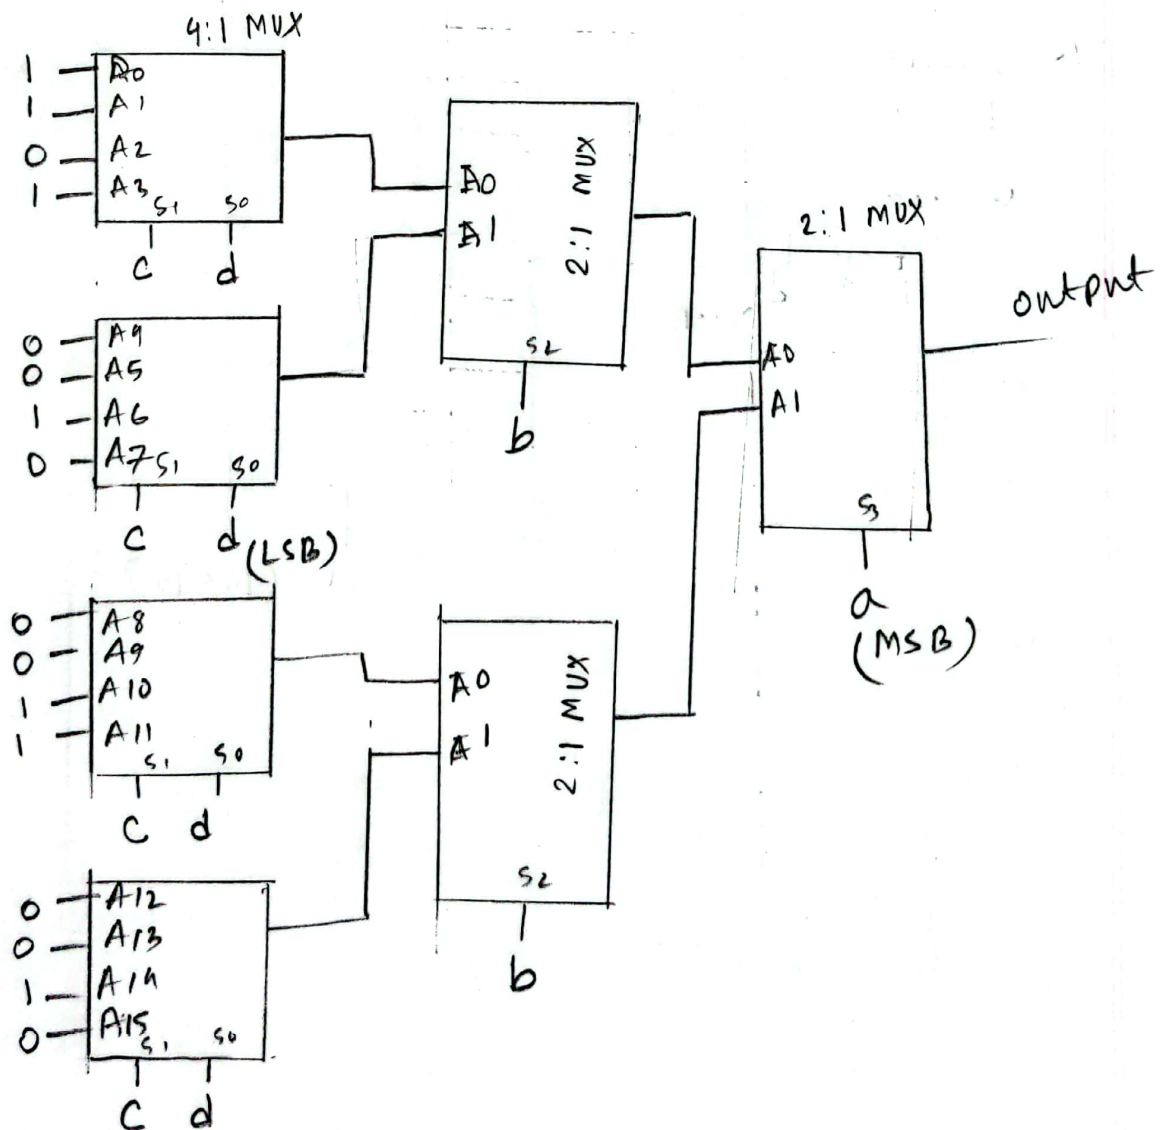 4:1 MUX
1 A0
1 A1
0 A2
1 A3
S1 S0
c d
0 A4
0 A5
1 A6
0 A7
S1 S0
c d (LSB)
0 A8
0 A9
1 A10
1 A11
S1 S0
c d
0 A12
0 A13
1 A14
0 A15
S1 S0
c d
A0
A1
2:1 MUX
S2
b
A0
A1
2:1 MUX
S2
b
2:1 MUX
A0
A1
S3
a
(MSB)
output